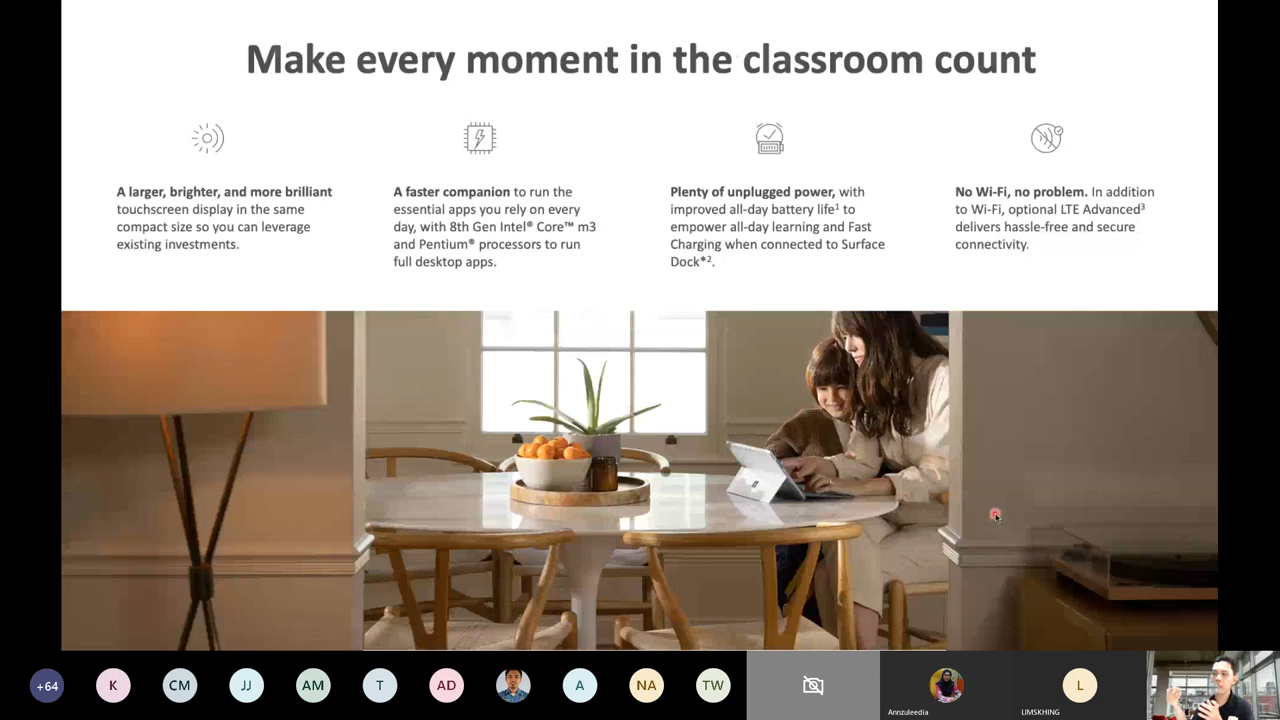 Make every moment in the classroom count
A larger, brighter, and more brilliant
touchscreen display in the same
compact size so you can leverage
existing investments.
A faster companion to run the
essential apps you rely on every
day, with 8th Gen Intel® Core™ m3
and Pentium® processors to run
full desktop apps.
Plenty of unplugged power, with
improved all-day battery life¹ to
empower all-day learning and Fast
Charging when connected to Surface
Dock*².
No Wi-Fi, no problem. In addition
to Wi-Fi, optional LTE Advanced³
delivers hassle-free and secure
connectivity.
+64
K
CM
JJ
AM
T
AD
A
NA
TW
Annzuleedia
L
LIMSKHING